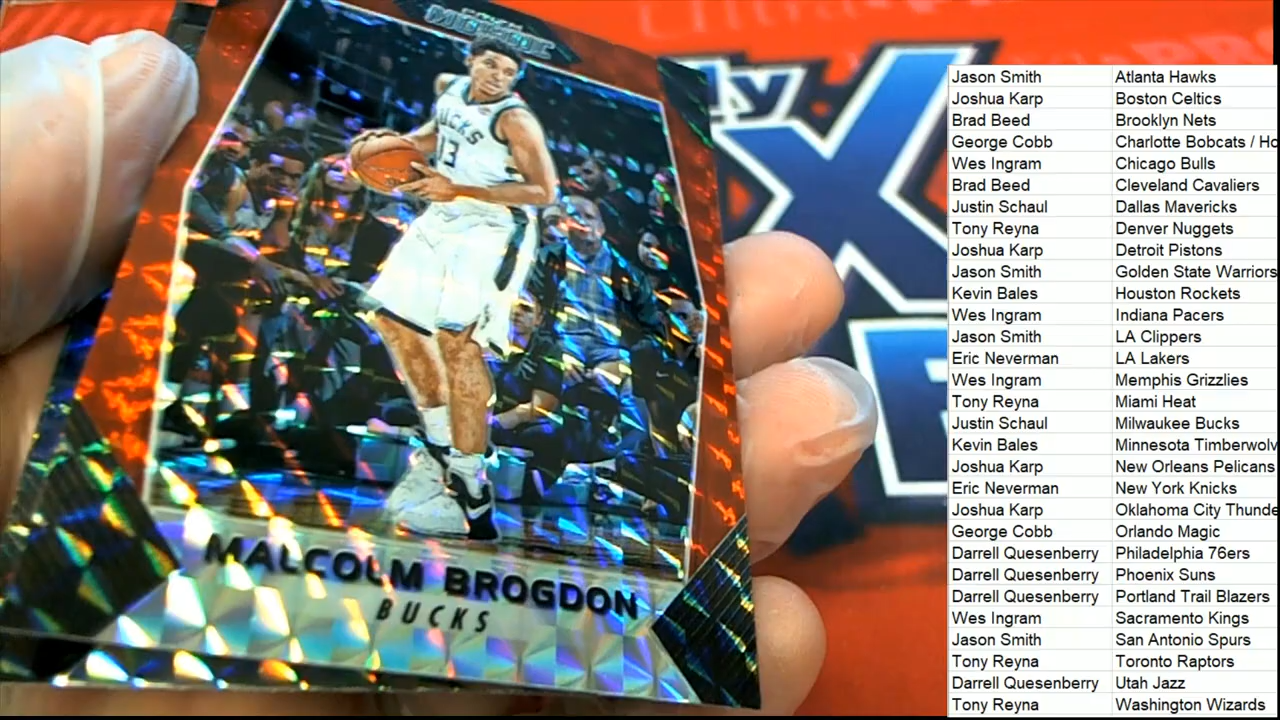 PRIZM
MOSAIC
BUCKS
13
MALCOLM BROGDON
BUCKS
ly
X
Jason Smith Atlanta Hawks
Joshua Karp Boston Celtics
Brad Beed Brooklyn Nets
George Cobb Charlotte Bobcats / Ho
Wes Ingram Chicago Bulls
Brad Beed Cleveland Cavaliers
Justin Schaul Dallas Mavericks
Tony Reyna Denver Nuggets
Joshua Karp Detroit Pistons
Jason Smith Golden State Warriors
Kevin Bales Houston Rockets
Wes Ingram Indiana Pacers
Jason Smith LA Clippers
Eric Neverman LA Lakers
Wes Ingram Memphis Grizzlies
Tony Reyna Miami Heat
Justin Schaul Milwaukee Bucks
Kevin Bales Minnesota Timberwolv
Joshua Karp New Orleans Pelicans
Eric Neverman New York Knicks
Joshua Karp Oklahoma City Thunde
George Cobb Orlando Magic
Darrell Quesenberry Philadelphia 76ers
Darrell Quesenberry Phoenix Suns
Darrell Quesenberry Portland Trail Blazers
Wes Ingram Sacramento Kings
Jason Smith San Antonio Spurs
Tony Reyna Toronto Raptors
Darrell Quesenberry Utah Jazz
Tony Reyna Washington Wizards